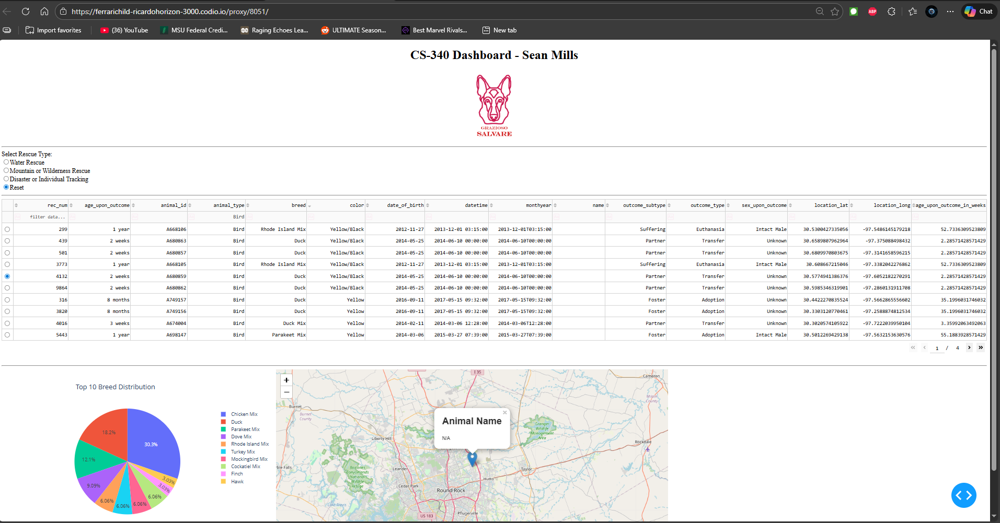 https://ferrarichild-ricardohorizon-3000.codio.io/proxy/8051/
ABP
Chat
Import favorites
(36) YouTube
MSU Federal Credi...
Raging Echoes Lea...
ULTIMATE Season...
Best Marvel Rivals...
New tab
CS-340 Dashboard - Sean Mills
GRAZIOSO
SALVARE
Select Rescue Type:
Water Rescue
Mountain or Wilderness Rescue
Disaster or Individual Tracking
Reset
rec_num age_upon_outcome animal_id animal_type breed color date_of_birth datetime monthyear name outcome_subtype outcome_type sex_upon_outcome location_lat location_long age_upon_outcome_in_weeks
filter data... Bird
299 1 year A668106 Bird Rhode Island Mix Yellow/Black 2012-11-27 2013-12-01 03:15:00 2013-12-01T03:15:00 Suffering Euthanasia Intact Male 30.5300427335056 -97.5486145179218 52.7336309523809
439 2 weeks A680863 Bird Duck Yellow/Black 2014-05-25 2014-06-10 00:00:00 2014-06-10T00:00:00 Partner Transfer Unknown 30.6589807962964 -97.375088498432 2.28571428571429
501 2 weeks A680857 Bird Duck Yellow/Black 2014-05-25 2014-06-10 00:00:00 2014-06-10T00:00:00 Partner Transfer Unknown 30.6809970803675 -97.3141658596215 2.28571428571429
3773 1 year A668105 Bird Rhode Island Mix Yellow/Black 2012-11-27 2013-12-01 03:15:00 2013-12-01T03:15:00 Suffering Euthanasia Intact Male 30.608667215046 -97.3382042276862 52.7336309523809
4132 2 weeks A680859 Bird Duck Yellow/Black 2014-05-25 2014-06-10 00:00:00 2014-06-10T00:00:00 Partner Transfer Unknown 30.5774941386376 -97.6052182270291 2.28571428571429
9864 2 weeks A680862 Bird Duck Yellow/Black 2014-05-25 2014-06-10 00:00:00 2014-06-10T00:00:00 Partner Transfer Unknown 30.5985346319901 -97.2860131911708 2.28571428571429
316 8 months A749157 Bird Duck Yellow 2016-09-11 2017-05-15 09:32:00 2017-05-15T09:32:00 Foster Adoption Unknown 30.4422270835524 -97.5662865556602 35.1996031746032
3820 8 months A749156 Bird Duck Yellow 2016-09-11 2017-05-15 09:32:00 2017-05-15T09:32:00 Foster Adoption Unknown 30.3303120770461 -97.2588874812534 35.1996031746032
4016 3 weeks A674004 Bird Duck Mix Yellow 2014-02-11 2014-03-06 12:28:00 2014-03-06T12:28:00 Partner Transfer Unknown 30.3020574105922 -97.7222039950104 3.35992063492063
5443 1 year A698147 Bird Parakeet Mix Yellow 2014-03-06 2015-03-27 07:39:00 2015-03-27T07:39:00 Foster Adoption Intact Male 30.5012269429138 -97.5632153630576 55.1883928571429
1 / 4
Top 10 Breed Distribution
30.3%
18.2%
12.1%
9.09%
6.06%
6.06%
6.06%
6.06%
3.03%
3.03%
Chicken Mix
Duck
Parakeet Mix
Dove Mix
Rhode Island Mix
Turkey Mix
Mockingbird Mix
Cockatiel Mix
Finch
Hawk
+
−
I 35
Cameron
Burnet
Burnet
County
Milam
County
Animal Name
N/A
Granger
Wildlife
Management
Area
Liberty Hill
Rockdale
ble Falls
Balcones
Canyonlands
National
Wildlife
Refuge
Leander
Taylor
Hutto
Cedar Park
Round Rock
Lake Travis
Pflugerville
US 183